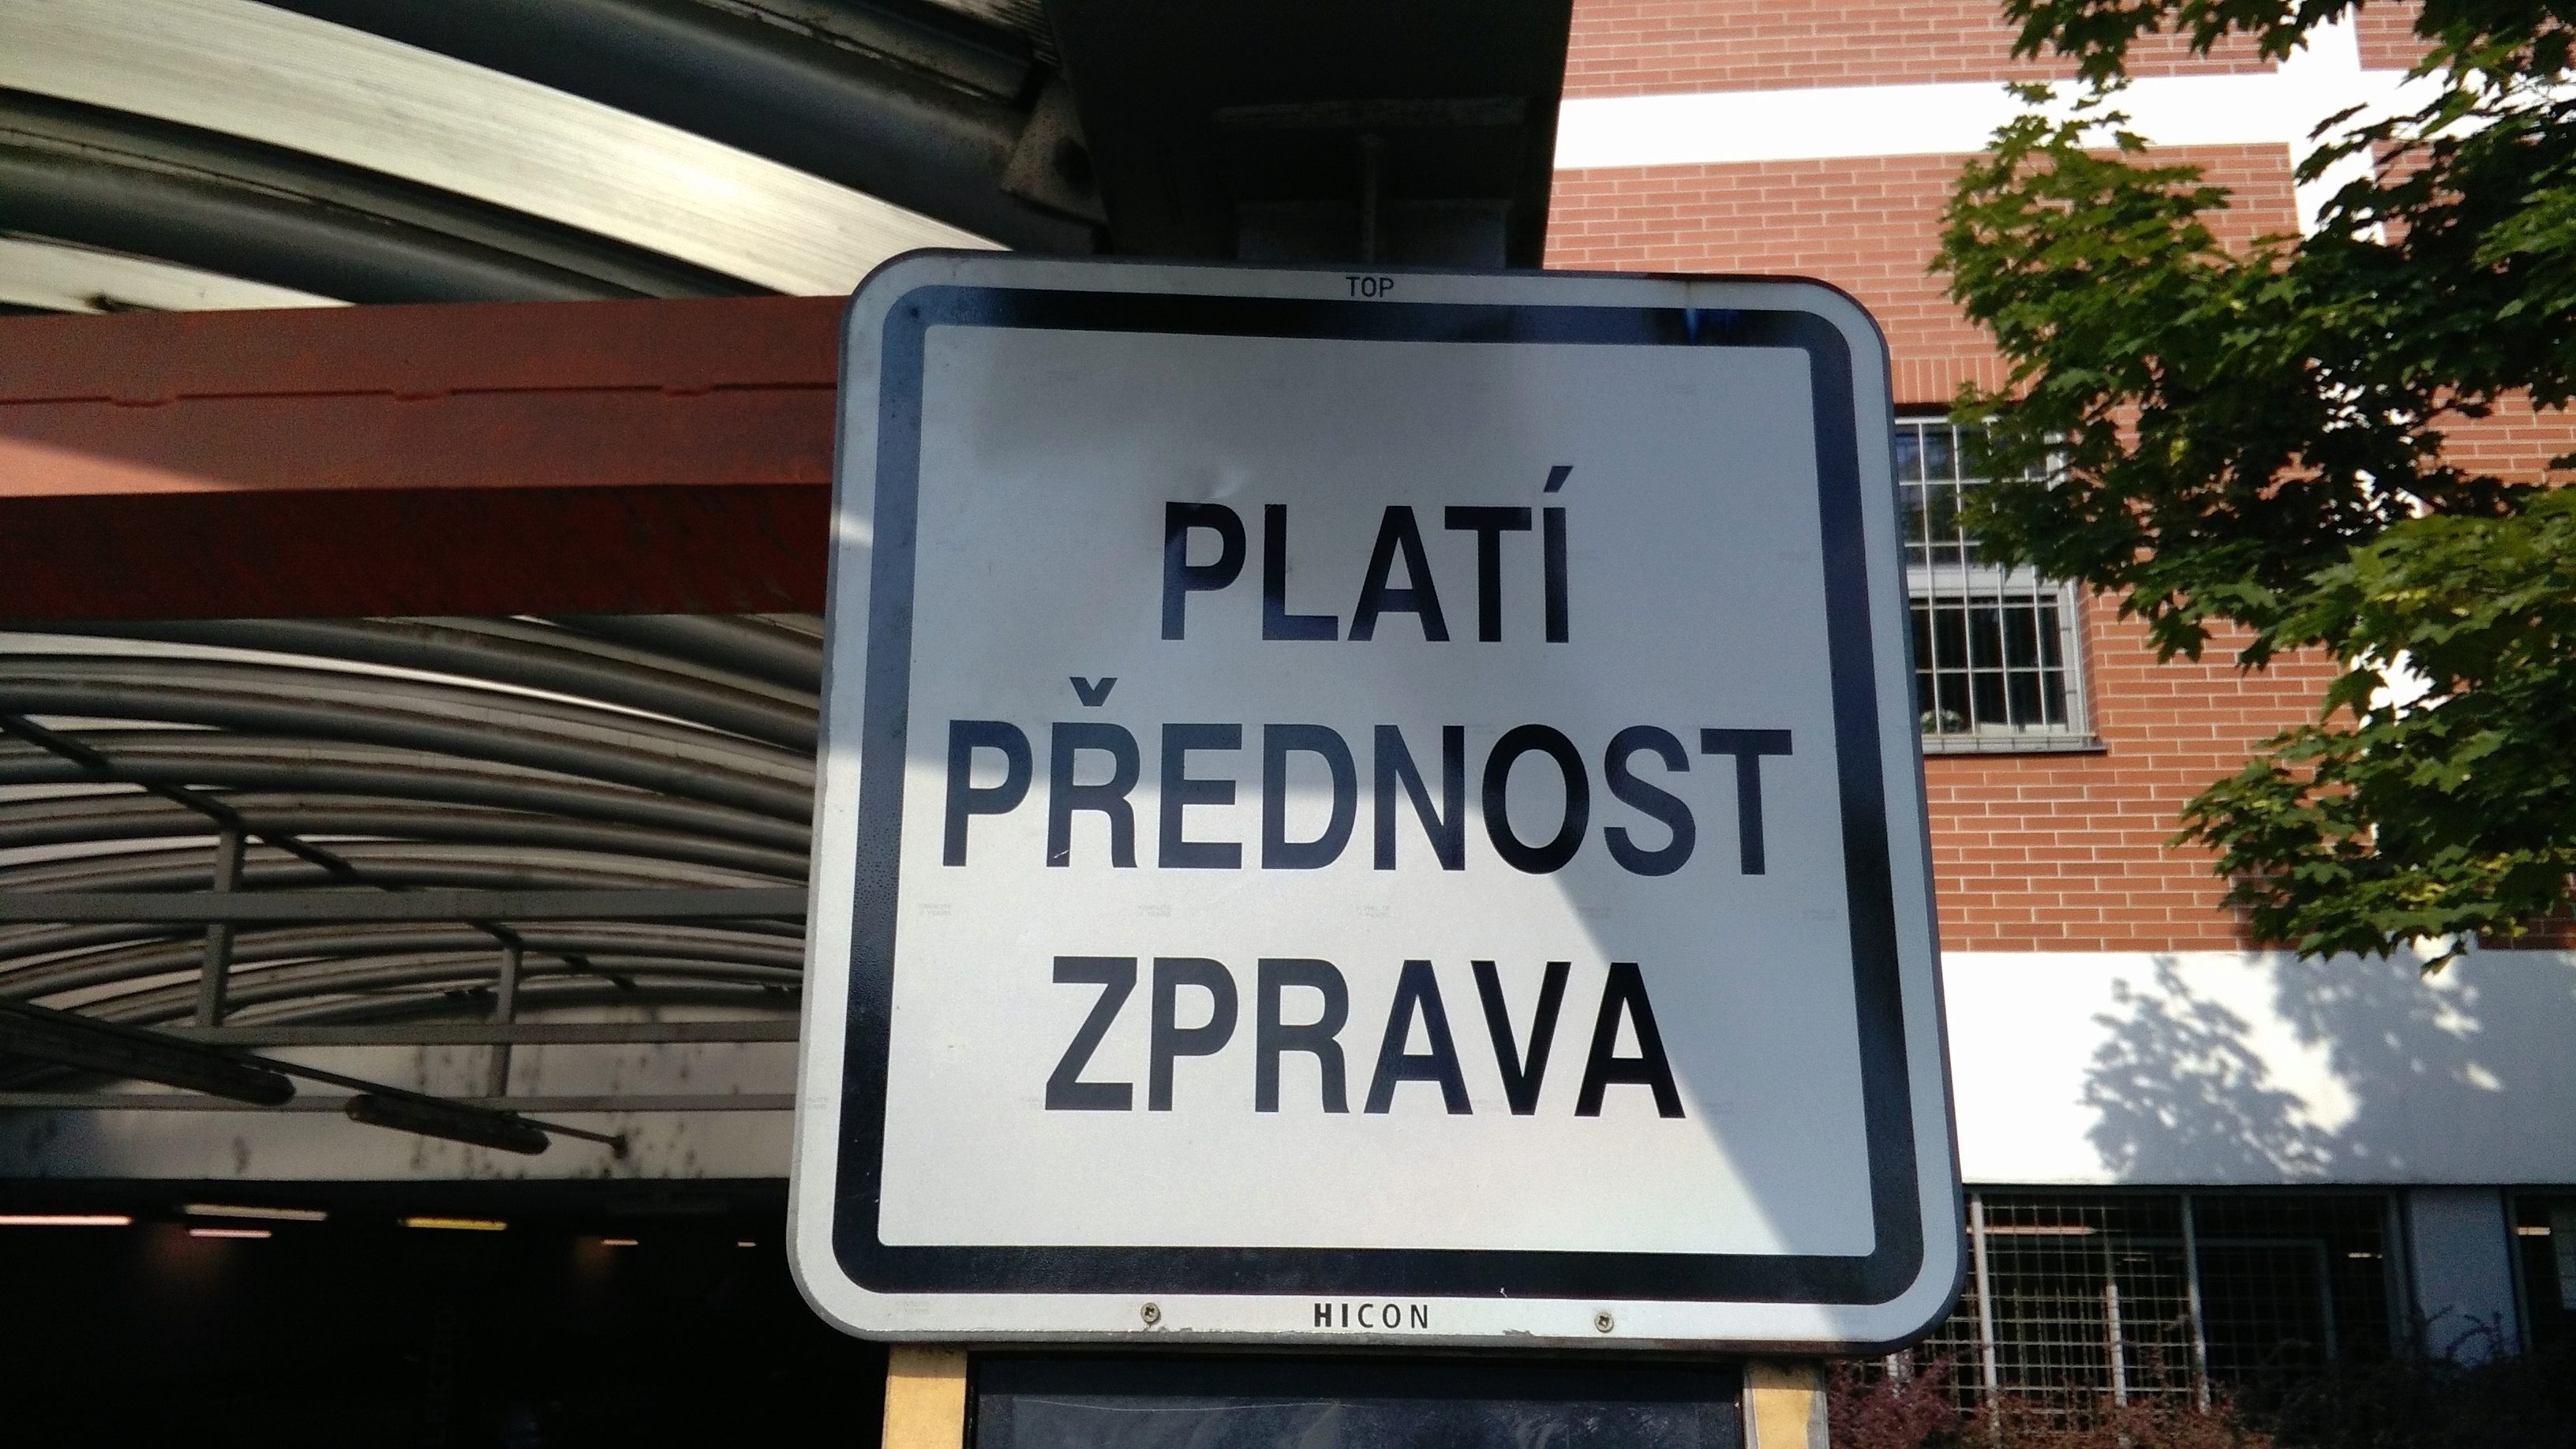 TOP
PLATÍ
PŘEDNOST
ZPRAVA
HICON